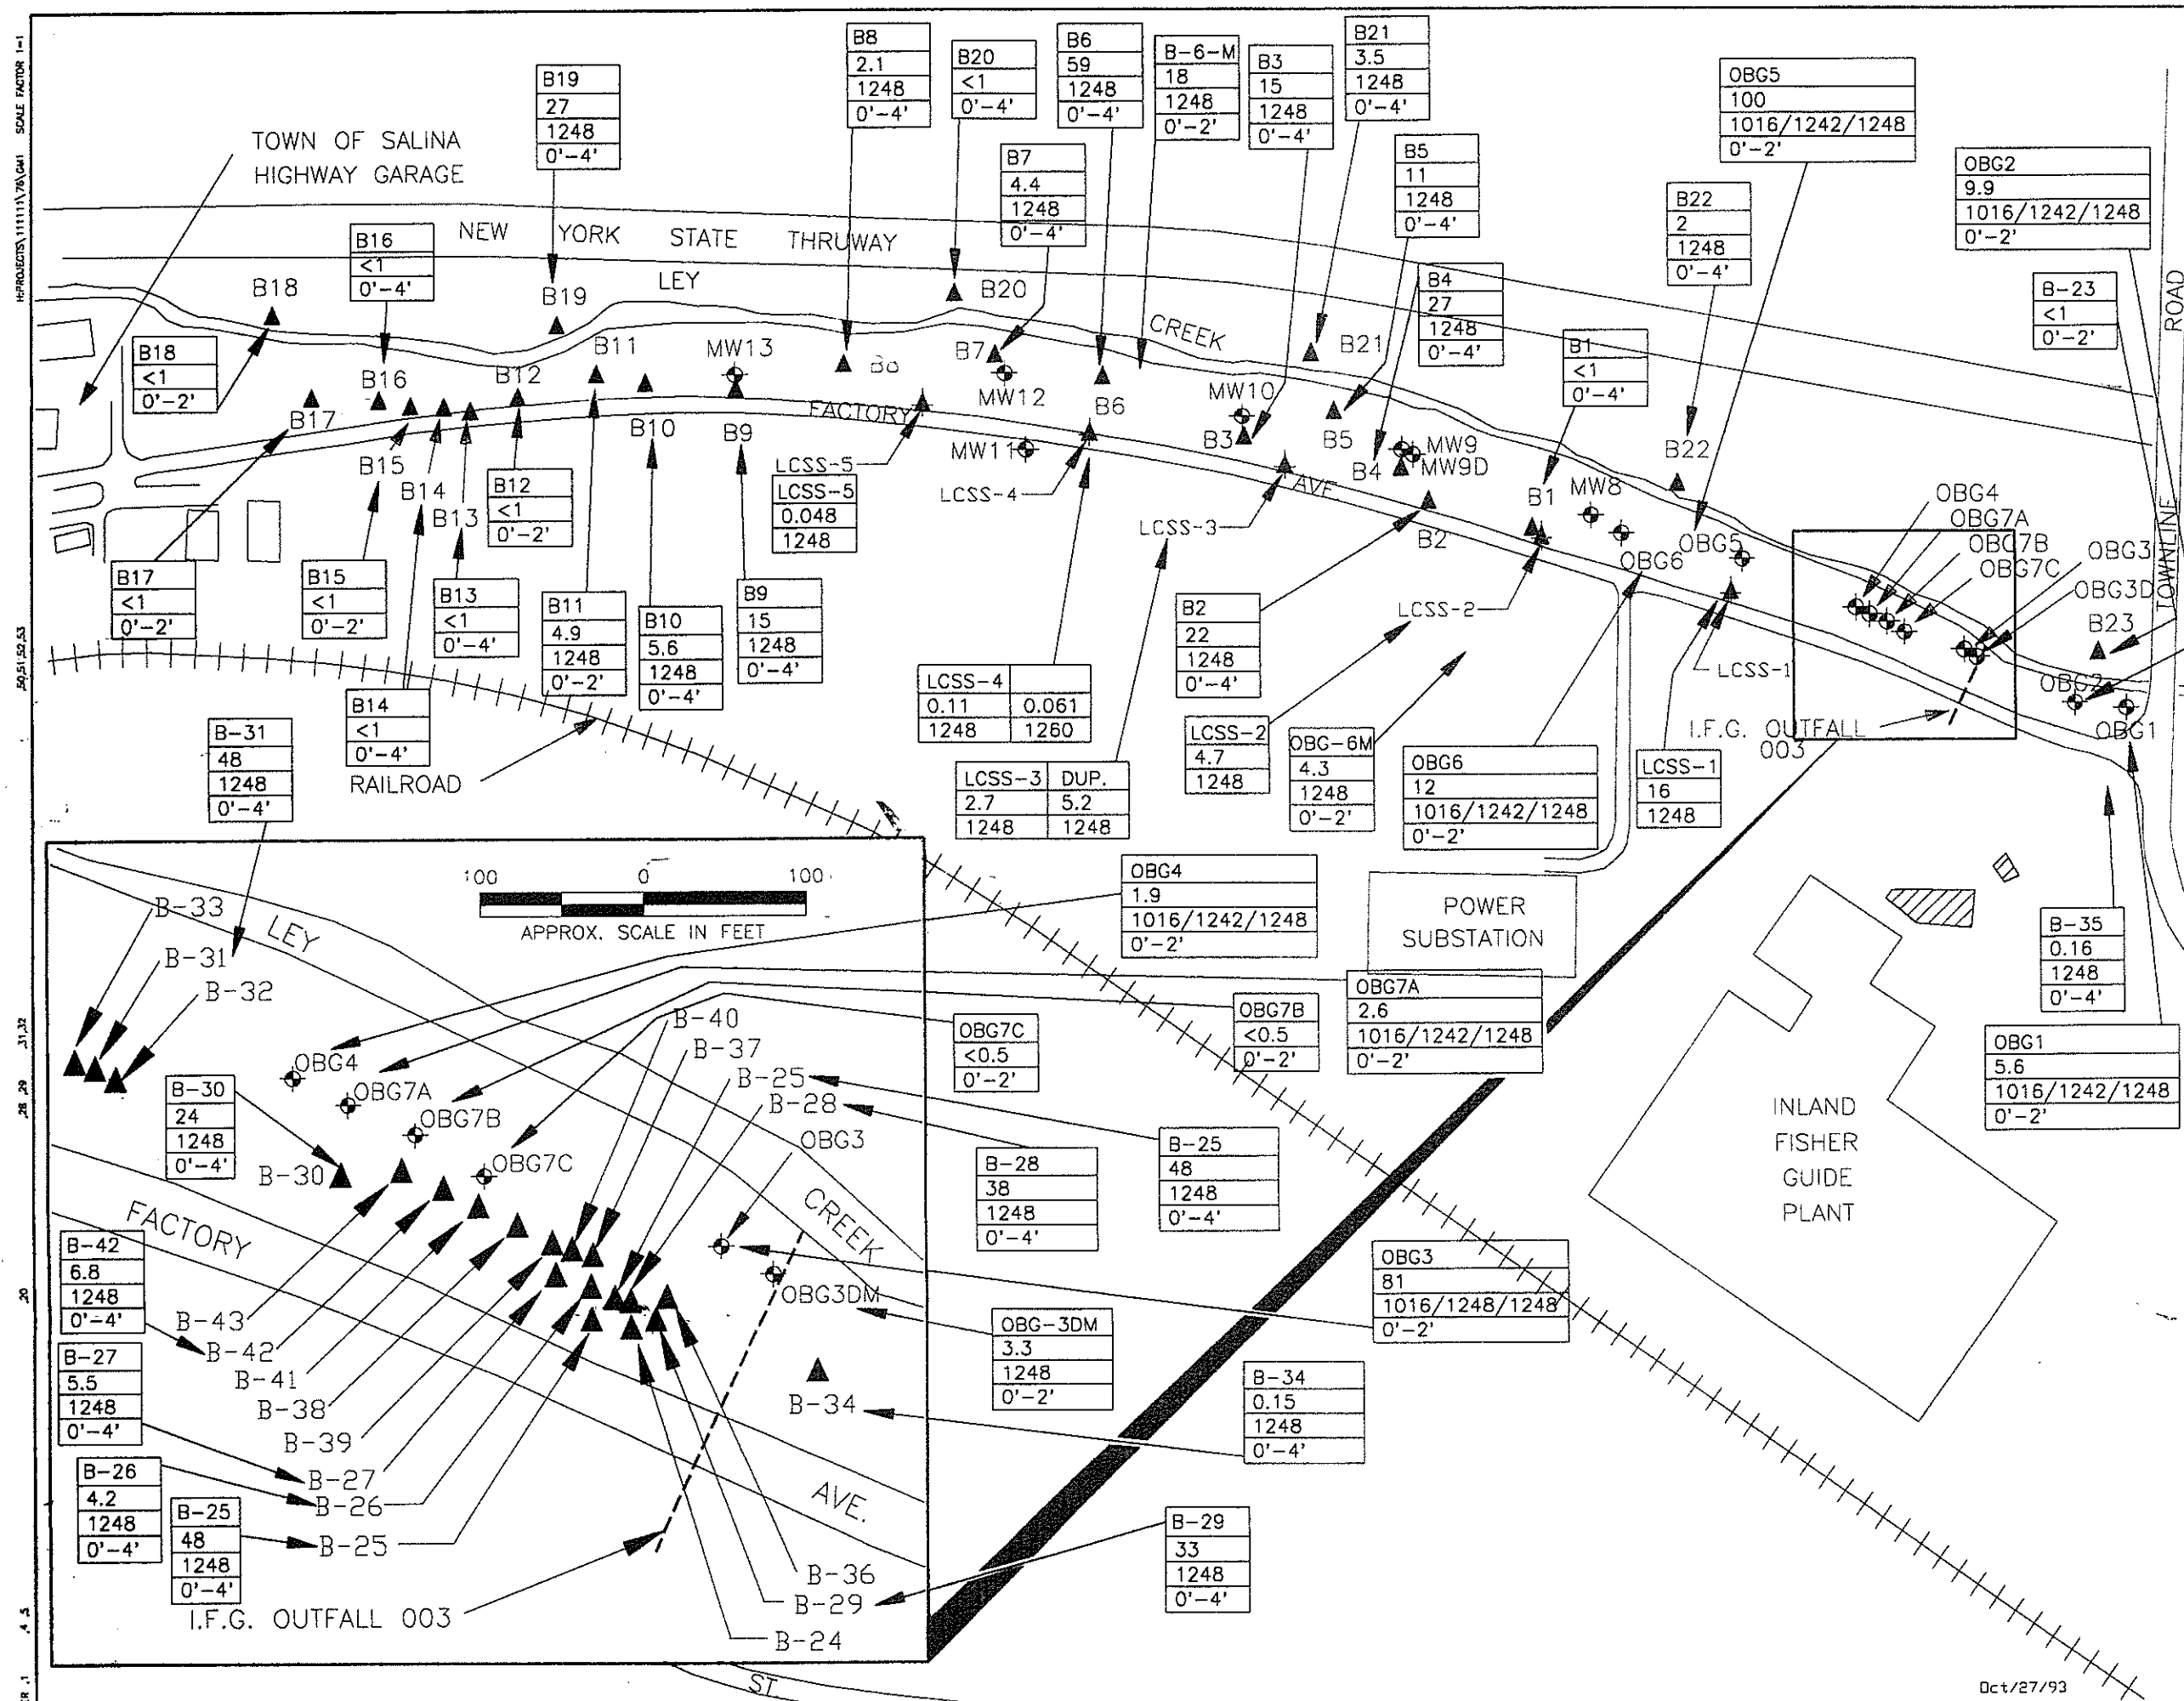 H:\PROJECTS\1111111\78\GM1 SCALE FACTOR 1=1
50,51,52,53
,31,32
,28 ,29
,20
,4 ,5
,1
B8
2.1
1248
0'-4'
B20
<1
0'-4'
B6
59
1248
0'-4'
B-6-M
18
1248
0'-2'
B3
15
1248
0'-4'
B21
3.5
1248
0'-4'
B19
27
1248
0'-4'
OBG5
100
1016/1242/1248
0'-2'
TOWN OF SALINA
HIGHWAY GARAGE
B7
4.4
1248
0'-4'
B5
11
1248
0'-4'
OBG2
9.9
1016/1242/1248
0'-2'
B22
2
1248
0'-4'
B16
<1
0'-4'
NEW YORK STATE THRUWAY
LEY
CREEK
B4
27
1248
0'-4'
B-23
<1
0'-2'
TOWNLINE ROAD
B18
B19
B20
B18
<1
0'-2'
B1
<1
0'-4'
B11
MW13
B8
B7
B21
B16
B12
MW12
B6
MW10
B17
FACTORY
AVE
B10
B9
MW11
B3
B5
MW9
MW9D
B4
B22
B15
B14
B13
LCSS-5
LCSS-4
LCSS-3
B2
B1
MW8
OBG6
OBG5
OBG4
OBG7A
OBG7B
OBG7C
OBG3
OBG3D
B23
OBG2
OBG1
B12
<1
0'-2'
LCSS-5
0.048
1248
B17
<1
0'-2'
B15
<1
0'-2'
B13
<1
0'-4'
B11
4.9
1248
0'-2'
B10
5.6
1248
0'-4'
B9
15
1248
0'-4'
B2
22
1248
0'-4'
LCSS-2
LCSS-1
I.F.G. OUTFALL
003
B14
<1
0'-4'
RAILROAD
LCSS-4
0.11 0.061
1248 1260
LCSS-3 DUP.
2.7 5.2
1248 1248
LCSS-2
4.7
1248
OBG-6M
4.3
1248
0'-2'
OBG6
12
1016/1242/1248
0'-2'
LCSS-1
16
1248
B-31
48
1248
0'-4'
100 0 100
APPROX. SCALE IN FEET
OBG4
1.9
1016/1242/1248
0'-2'
POWER
SUBSTATION
B-35
0.16
1248
0'-4'
B-33
LEY
B-31
B-32
OBG7C
<0.5
0'-2'
OBG7B
<0.5
0'-2'
OBG7A
2.6
1016/1242/1248
0'-2'
OBG1
5.6
1016/1242/1248
0'-2'
B-40
B-37
B-25
B-28
OBG3
OBG4
OBG7A
OBG7B
OBG7C
B-30
24
1248
0'-4'
B-30
INLAND
FISHER
GUIDE
PLANT
B-28
38
1248
0'-4'
B-25
48
1248
0'-4'
FACTORY
CREEK
OBG3DM
OBG3
81
1016/1248/1248
0'-2'
B-42
6.8
1248
0'-4'
B-43
B-42
B-41
B-38
B-39
B-27
B-26
B-25
B-27
5.5
1248
0'-4'
OBG-3DM
3.3
1248
0'-2'
B-34
B-34
0.15
1248
0'-4'
B-26
4.2
1248
0'-4'
B-25
48
1248
0'-4'
AVE.
B-29
33
1248
0'-4'
B-36
B-29
B-24
I.F.G. OUTFALL 003
ST
Oct/27/93